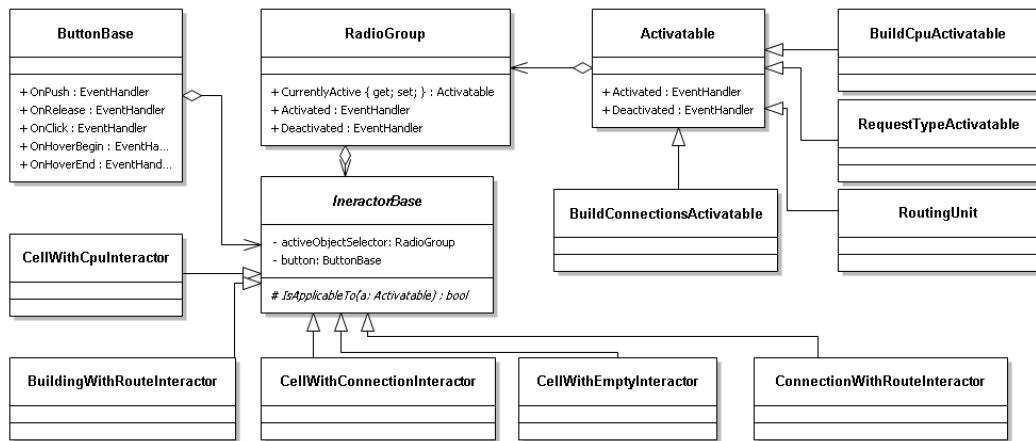 ButtonBase
+ OnPush : EventHandler
+ OnRelease : EventHandler
+ OnClick : EventHandler
+ OnHoverBegin : EventHa...
+ OnHoverEnd : EventHand...
RadioGroup
+ CurrentlyActive { get; set; } : Activatable
+ Activated : EventHandler
+ Deactivated : EventHandler
Activatable
+ Activated : EventHandler
+ Deactivated : EventHandler
BuildCpuActivatable
RequestTypeActivatable
RoutingUnit
BuildConnectionsActivatable
IneractorBase
- activeObjectSelector: RadioGroup
- button: ButtonBase
# IsApplicableTo(a: Activatable) : bool
CellWithCpuInteractor
BuildingWithRouteInteractor
CellWithConnectionInteractor
CellWithEmptyInteractor
ConnectionWithRouteInteractor